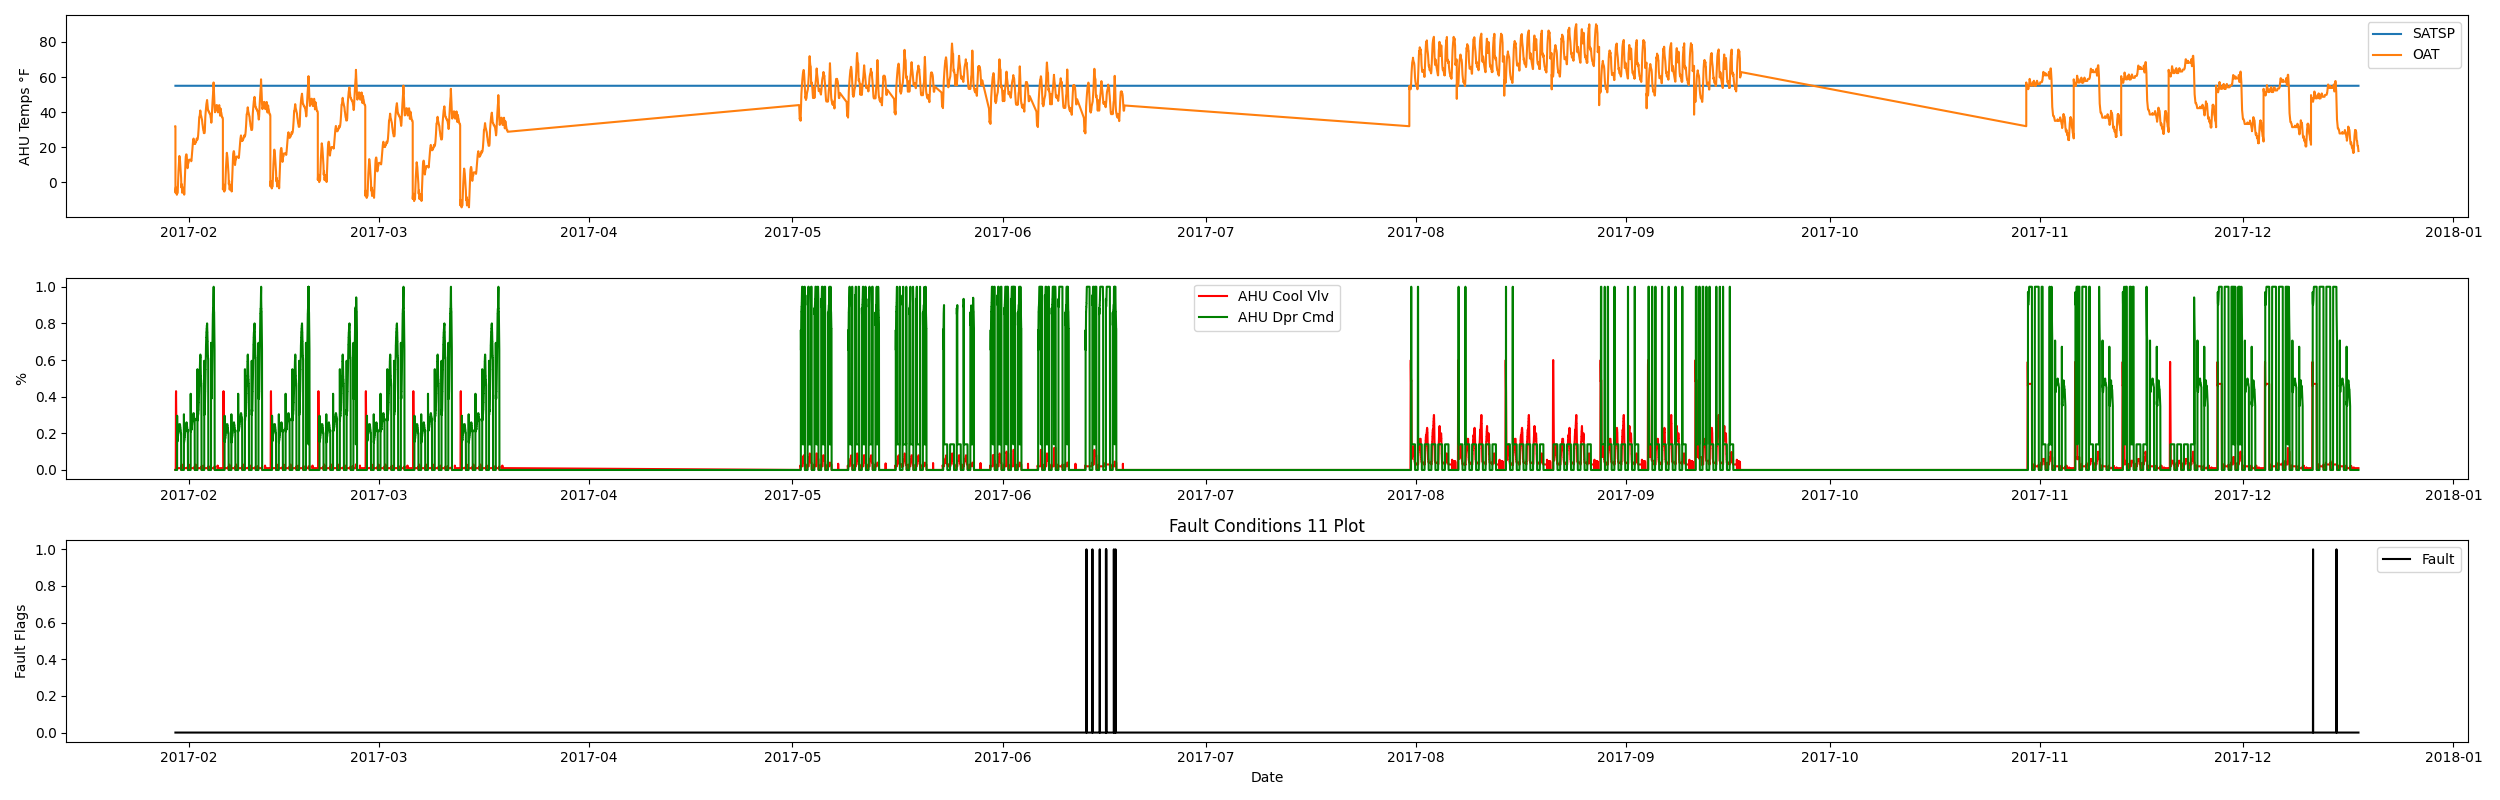 SATSP
OAT
AHU Temps °F
80
60
40
20
0
2017-02 2017-03 2017-04 2017-05 2017-06 2017-07 2017-08 2017-09 2017-10 2017-11 2017-12 2018-01
AHU Cool Vlv
AHU Dpr Cmd
%
1.0
0.8
0.6
0.4
0.2
0.0
2017-02 2017-03 2017-04 2017-05 2017-06 2017-07 2017-08 2017-09 2017-10 2017-11 2017-12 2018-01
Fault Conditions 11 Plot
Fault
Fault Flags
1.0
0.8
0.6
0.4
0.2
0.0
2017-02 2017-03 2017-04 2017-05 2017-06 2017-07 2017-08 2017-09 2017-10 2017-11 2017-12 2018-01
Date